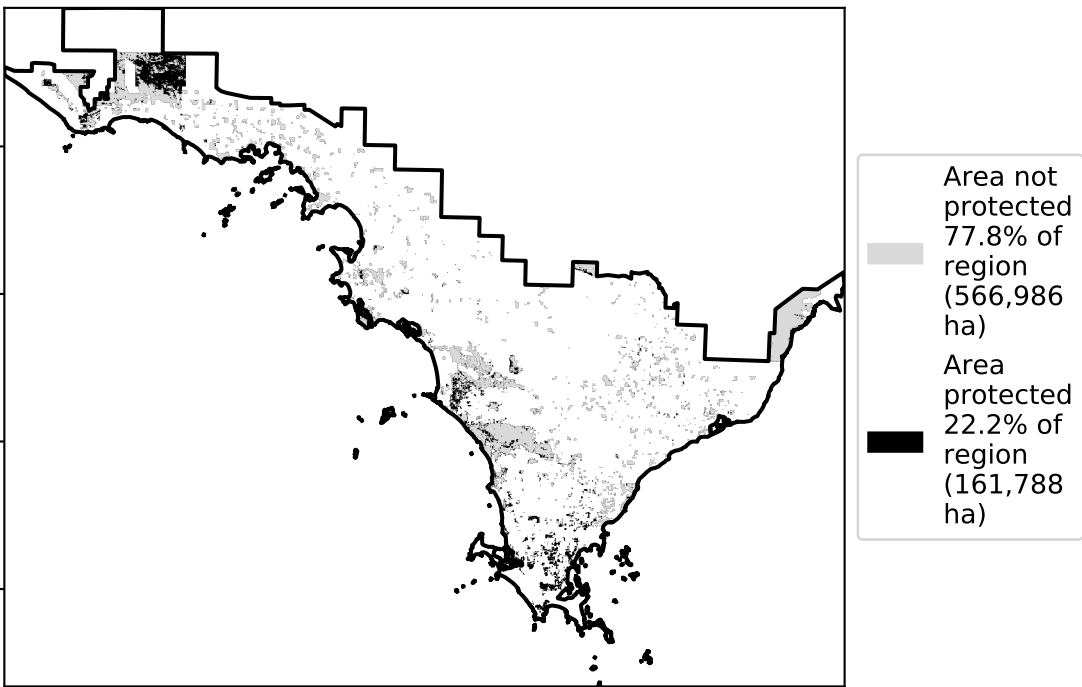 Area not
protected
77.8% of
region
(566,986
ha)
Area
protected
22.2% of
region
(161,788
ha)